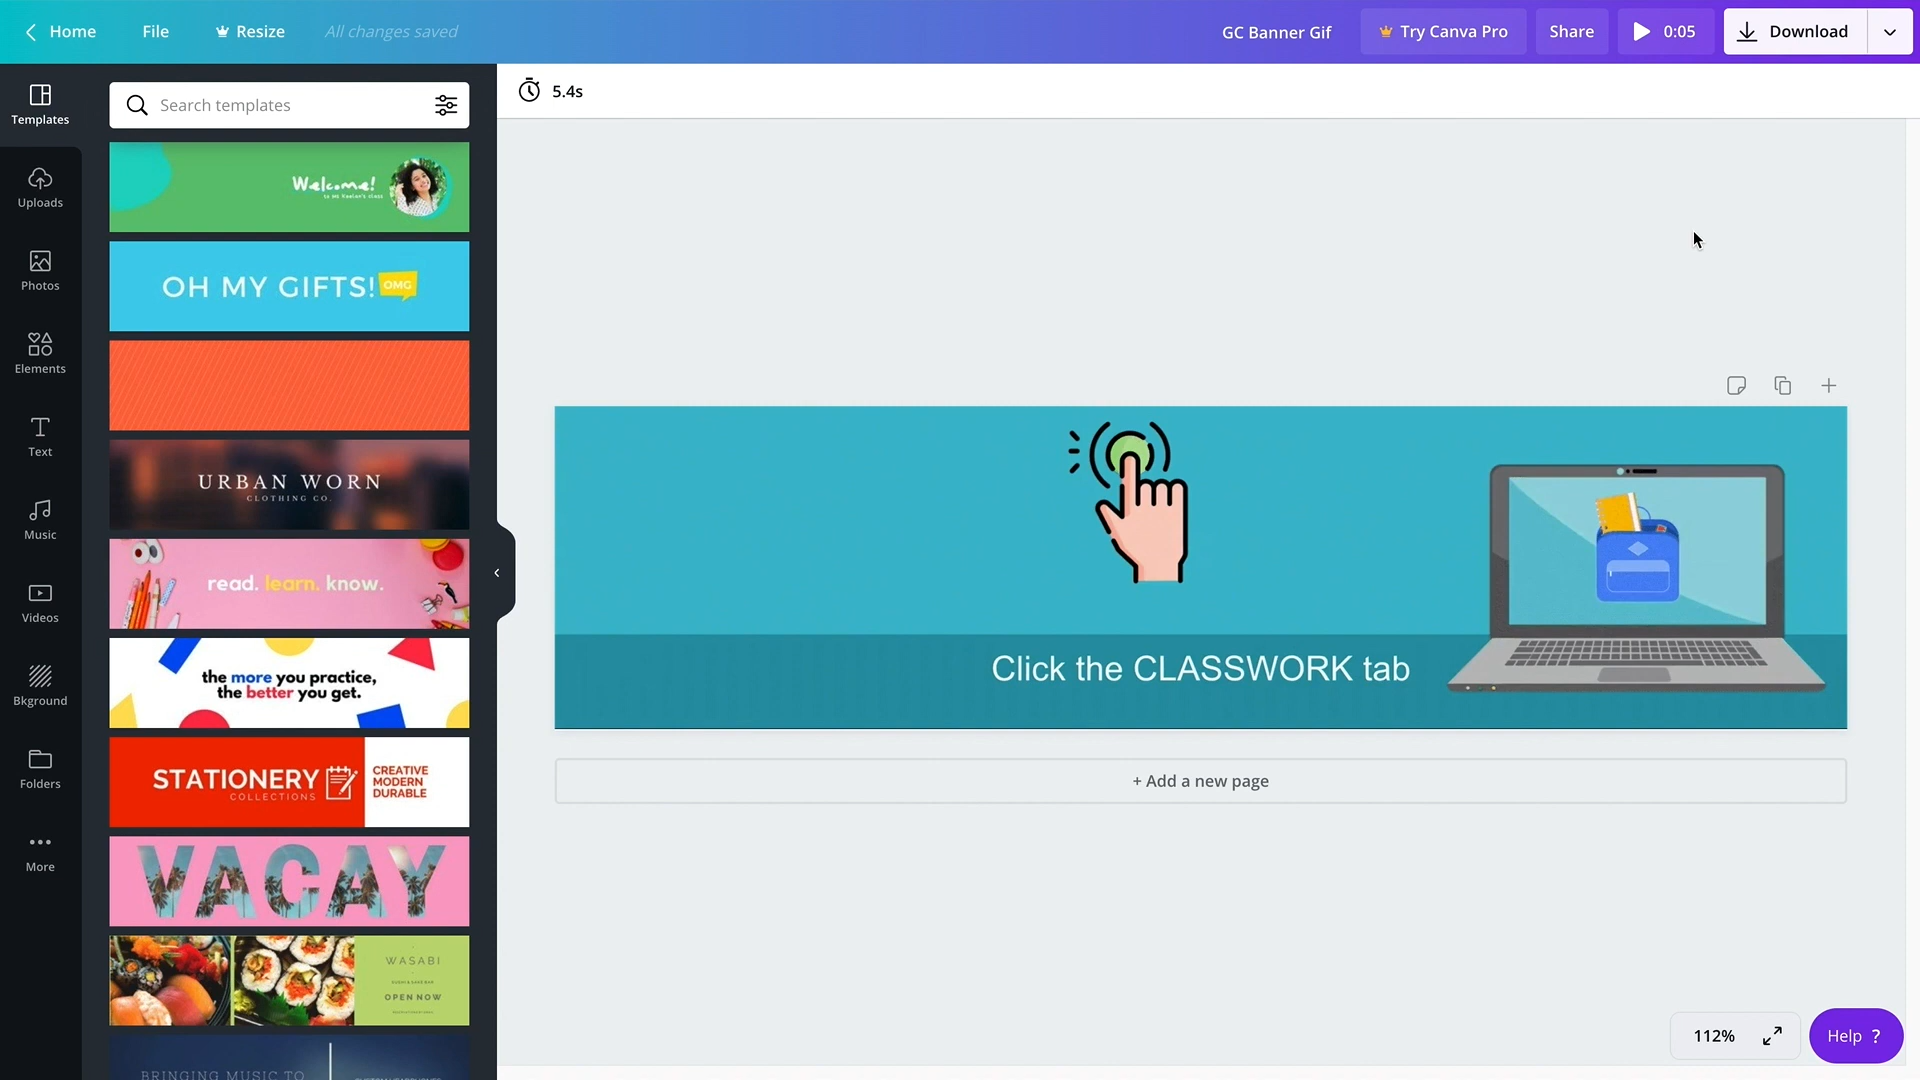 Home
File
Resize
All changes saved
GC Banner Gif
Try Canva Pro
Share
0:05
Download
Templates
Uploads
Photos
Elements
Text
Music
Videos
Bkground
Folders
More
Search templates
Welcome!
OH MY GIFTS!
OMG
URBAN WORN
CLOTHING CO.
read. learn. know.
the more you practice,
the better you get.
STATIONERY
COLLECTIONS
CREATIVE
MODERN
DURABLE
VACAY
WASABI
OPEN NOW
BRINGING MUSIC TO
5.4s
Click the CLASSWORK tab
+ Add a new page
112%
Help ?